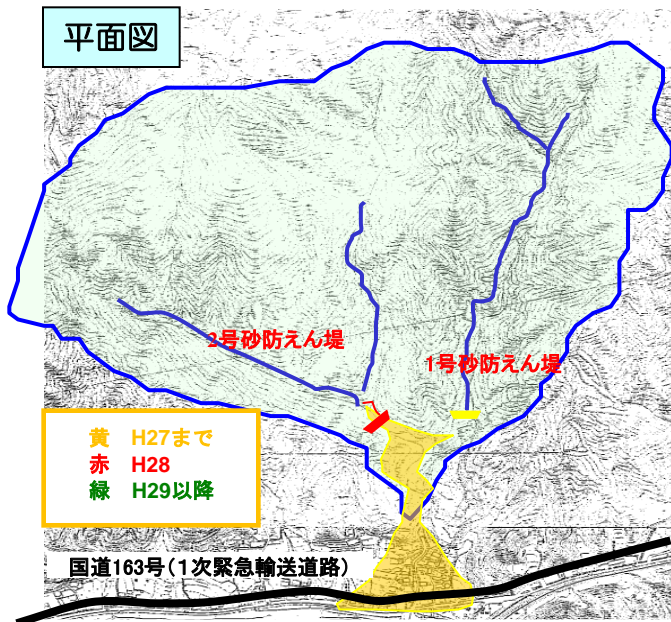 平面図
2号砂防えん堤
1号砂防えん堤
黄 H27まで
赤 H28
緑 H29以降
国道163号(1次緊急輸送道路)